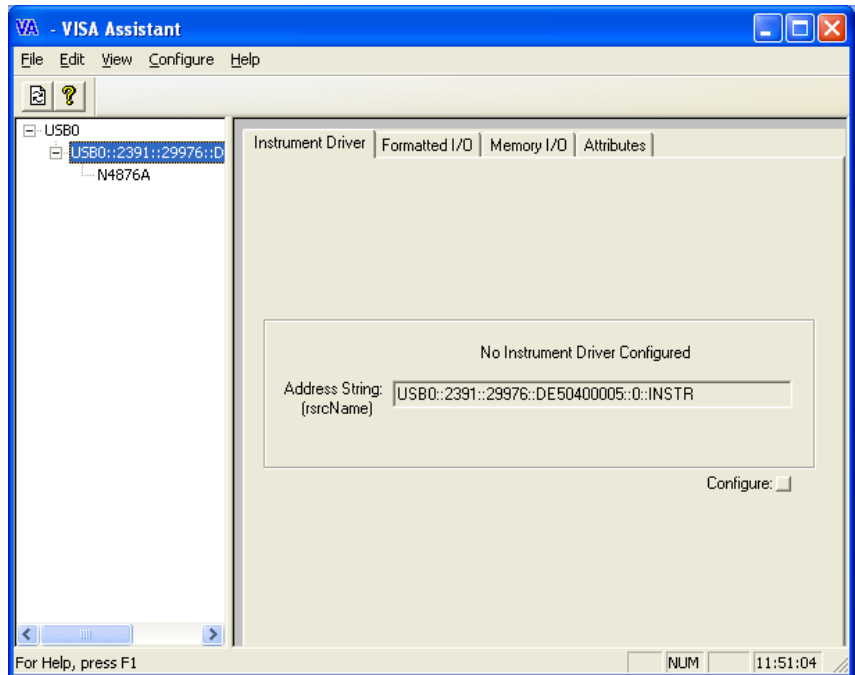 VA - VISA Assistant
File Edit View Configure Help
USB0
USB0::2391::29976::D
N4876A
Instrument Driver Formatted I/O Memory I/O Attributes
No Instrument Driver Configured
Address String: USB0::2391::29976::DE50400005::0::INSTR
(rsrcName)
Configure:
For Help, press F1 NUM 11:51:04